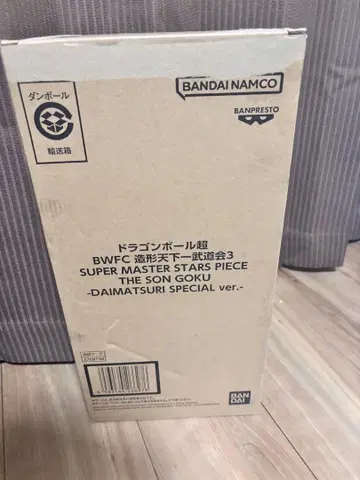 BANDAI NAMCO
ダンボール
輸送箱
BANPRESTO
ドラゴンボール超
BWFC 造形天下一武道会3
SUPER MASTER STARS PIECE
THE SON GOKU
-DAIMATSURI SPECIAL ver.-
BAN
DAI